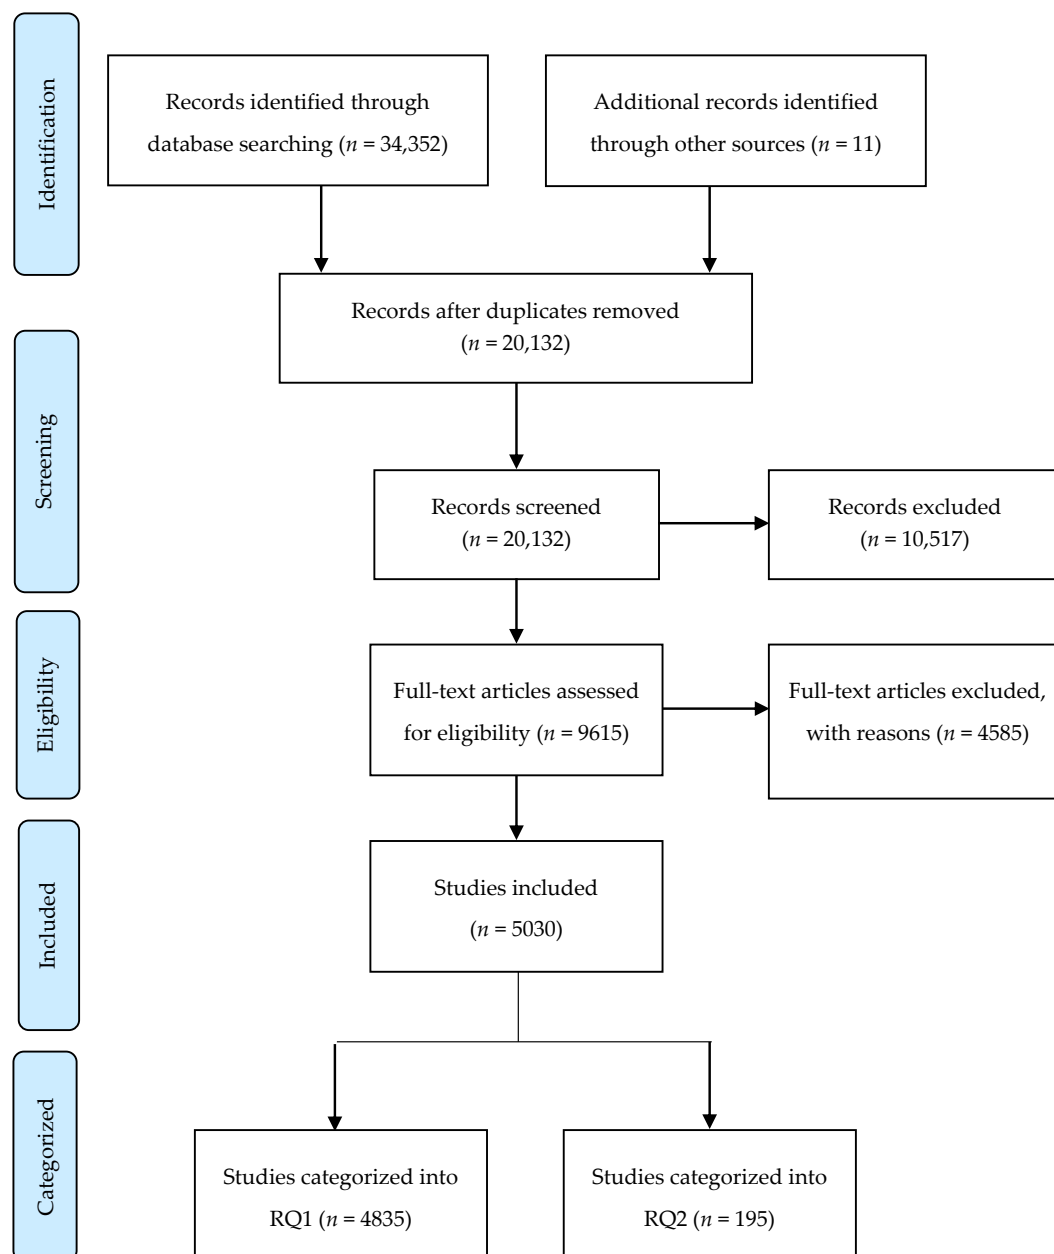 Identification
Records identified through
database searching (n = 34,352)
Additional records identified
through other sources (n = 11)
Records after duplicates removed
(n = 20,132)
Screening
Records screened
(n = 20,132)
Records excluded
(n = 10,517)
Eligibility
Full-text articles assessed
for eligibility (n = 9615)
Full-text articles excluded,
with reasons (n = 4585)
Included
Studies included
(n = 5030)
Categorized
Studies categorized into
RQ1 (n = 4835)
Studies categorized into
RQ2 (n = 195)